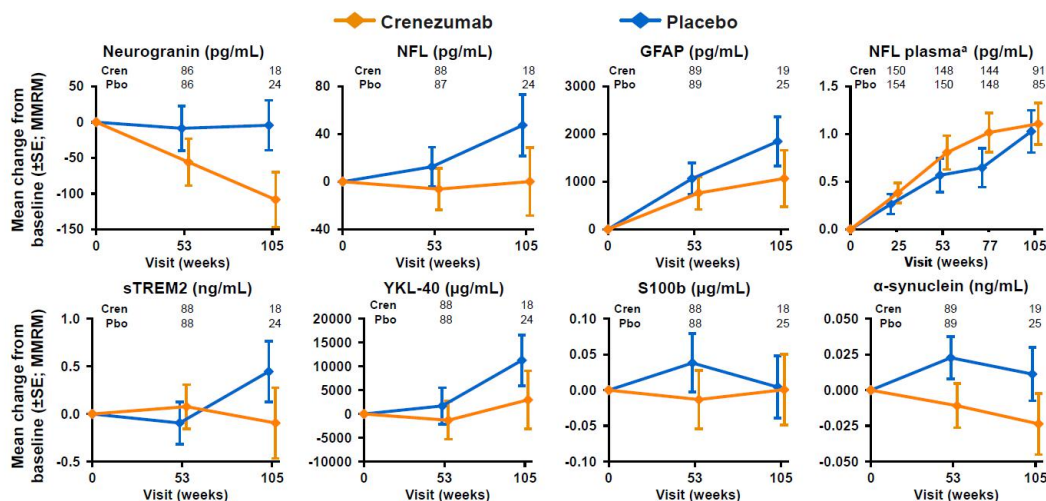 Crenezumab Placebo
Neurogranin (pg/mL)
Cren 86 18
Pbo 86 24
Mean change from
baseline (±SE; MMRM)
50
0
-50
-100
-150
0 53 105
Visit (weeks)
NFL (pg/mL)
Cren 88 18
Pbo 87 24
80
40
0
-40
0 53 105
Visit (weeks)
GFAP (pg/mL)
Cren 89 19
Pbo 89 25
3000
2000
1000
0
0 53 105
Visit (weeks)
NFL plasmaᵃ (pg/mL)
Cren 150 148 144 91
Pbo 154 150 148 85
1.5
1.0
0.5
0.0
0 25 53 77 105
Visit (weeks)
sTREM2 (ng/mL)
Cren 88 18
Pbo 88 24
Mean change from
baseline (±SE; MMRM)
1.0
0.5
0.0
-0.5
0 53 105
Visit (weeks)
YKL-40 (µg/mL)
Cren 88 18
Pbo 88 24
20000
15000
10000
5000
0
-5000
-10000
0 53 105
Visit (weeks)
S100b (µg/mL)
Cren 88 18
Pbo 88 25
0.10
0.05
0.00
-0.05
-0.10
0 53 105
Visit (weeks)
α-synuclein (ng/mL)
Cren 89 19
Pbo 89 25
0.050
0.025
0.000
-0.025
-0.050
0 53 105
Visit (weeks)